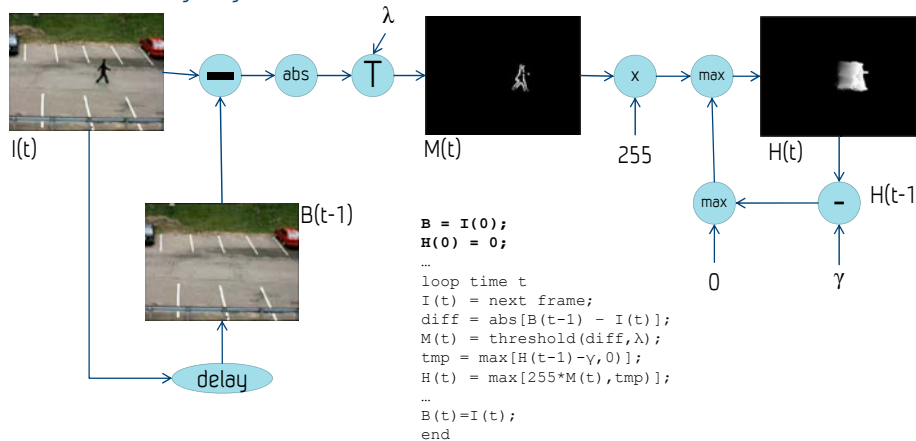 λ
abs
T
x
max
I(t)
M(t)
255
H(t)
B(t-1)
max
-
H(t-1
0
γ
delay
B = I(0);
H(0) = 0;
…
loop time t
I(t) = next frame;
diff = abs[B(t-1) – I(t)];
M(t) = threshold(diff,λ);
tmp = max[H(t-1)-γ,0)];
H(t) = max[255*M(t),tmp)];
…
B(t)=I(t);
end